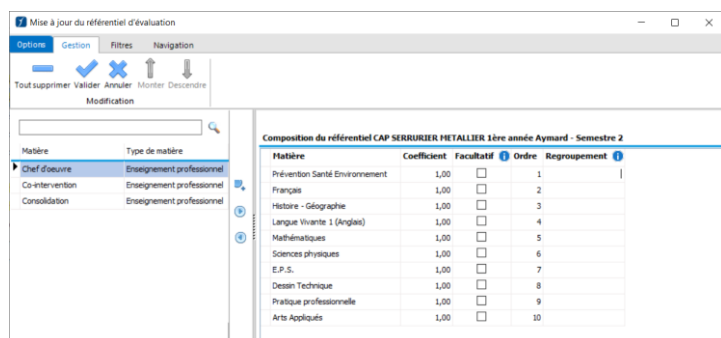 Mise à jour du référentiel d'évaluation
Options Gestion Filtres Navigation
Tout supprimer Valider Annuler Monter Descendre
Modification
Composition du référentiel CAP SERRURIER METALLIER 1ère année Aymard - Semestre 2
Matière Type de matière
Chef d'oeuvre Enseignement professionnel
Co-intervention Enseignement professionnel
Consolidation Enseignement professionnel
Matière Coefficient Facultatif Ordre Regroupement
Prévention Santé Environnement 1,00 1
Français 1,00 2
Histoire - Géographie 1,00 3
Langue Vivante 1 (Anglais) 1,00 4
Mathématiques 1,00 5
Sciences physiques 1,00 6
E.P.S. 1,00 7
Dessin Technique 1,00 8
Pratique professionnelle 1,00 9
Arts Appliqués 1,00 10